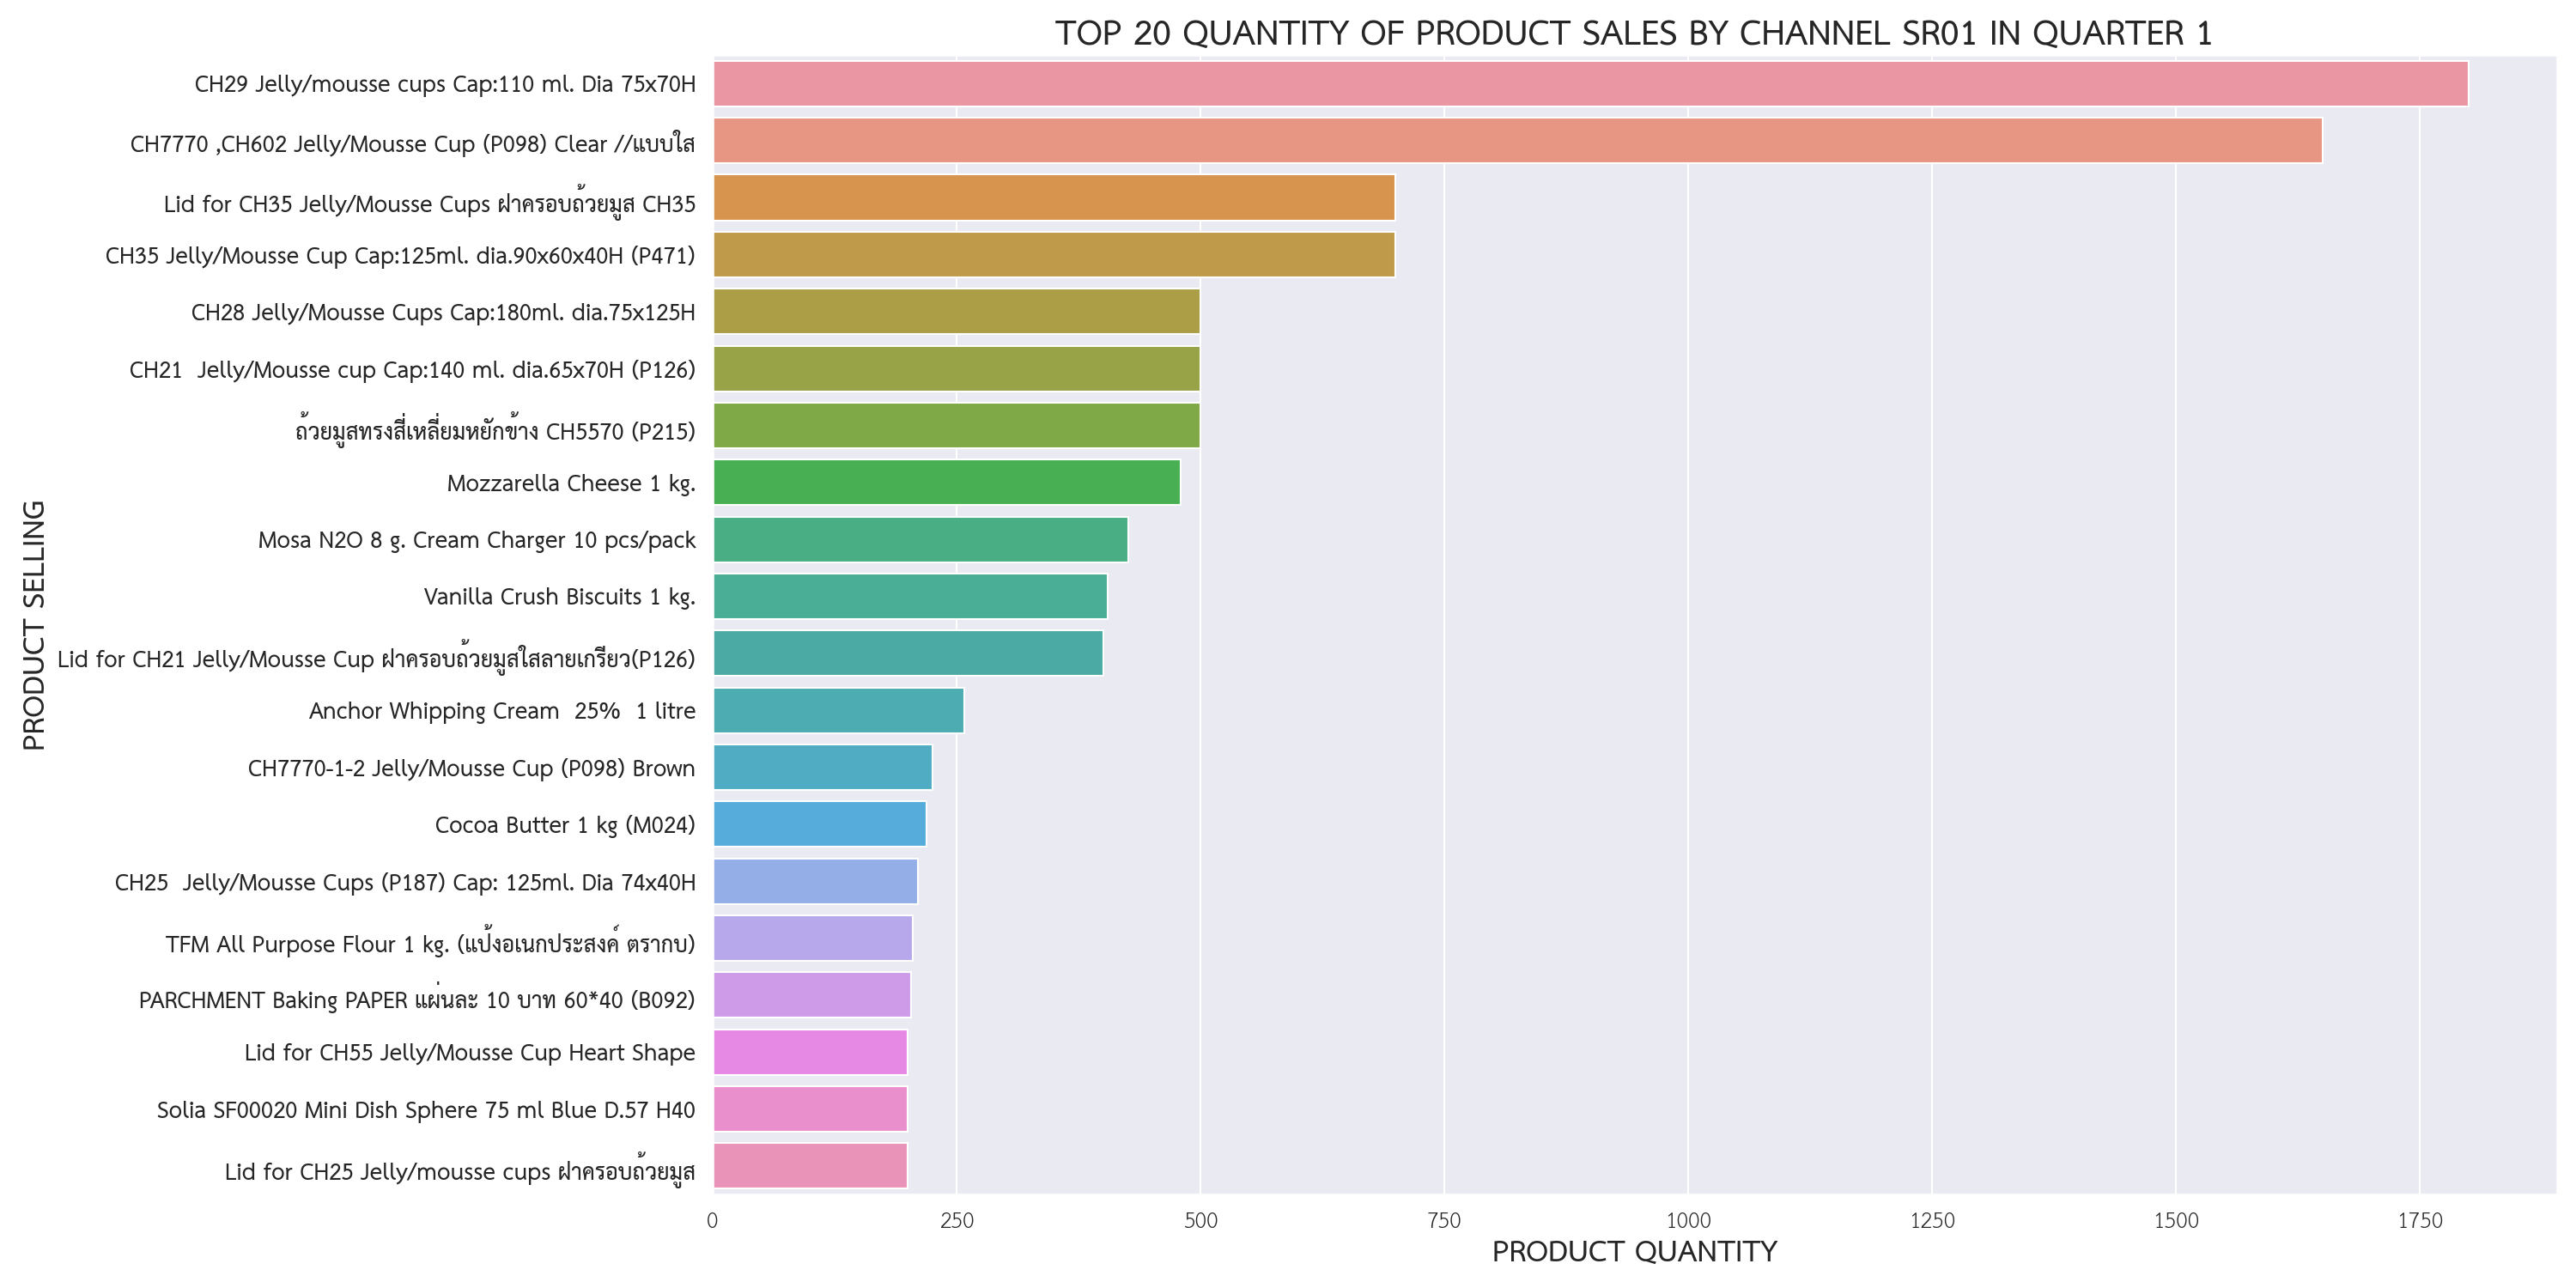 TOP 20 QUANTITY OF PRODUCT SALES BY CHANNEL SR01 IN QUARTER 1
PRODUCT SELLING
CH29 Jelly/mousse cups Cap:110 ml. Dia 75x70H
CH7770 ,CH602 Jelly/Mousse Cup (P098) Clear //แบบใส
Lid for CH35 Jelly/Mousse Cups ฝาครอบถ้วยมูส CH35
CH35 Jelly/Mousse Cup Cap:125ml. dia.90x60x40H (P471)
CH28 Jelly/Mousse Cups Cap:180ml. dia.75x125H
CH21  Jelly/Mousse cup Cap:140 ml. dia.65x70H (P126)
ถ้วยมูสทรงสี่เหลี่ยมหยักข้าง CH5570 (P215)
Mozzarella Cheese 1 kg.
Mosa N2O 8 g. Cream Charger 10 pcs/pack
Vanilla Crush Biscuits 1 kg.
Lid for CH21 Jelly/Mousse Cup ฝาครอบถ้วยมูสใสลายเกรียว(P126)
Anchor Whipping Cream  25%  1 litre
CH7770-1-2 Jelly/Mousse Cup (P098) Brown
Cocoa Butter 1 kg (M024)
CH25  Jelly/Mousse Cups (P187) Cap: 125ml. Dia 74x40H
TFM All Purpose Flour 1 kg. (แป้งอเนกประสงค์ ตรากบ)
PARCHMENT Baking PAPER แผ่นละ 10 บาท 60*40 (B092)
Lid for CH55 Jelly/Mousse Cup Heart Shape
Solia SF00020 Mini Dish Sphere 75 ml Blue D.57 H40
Lid for CH25 Jelly/mousse cups ฝาครอบถ้วยมูส
0 250 500 750 1000 1250 1500 1750
PRODUCT QUANTITY